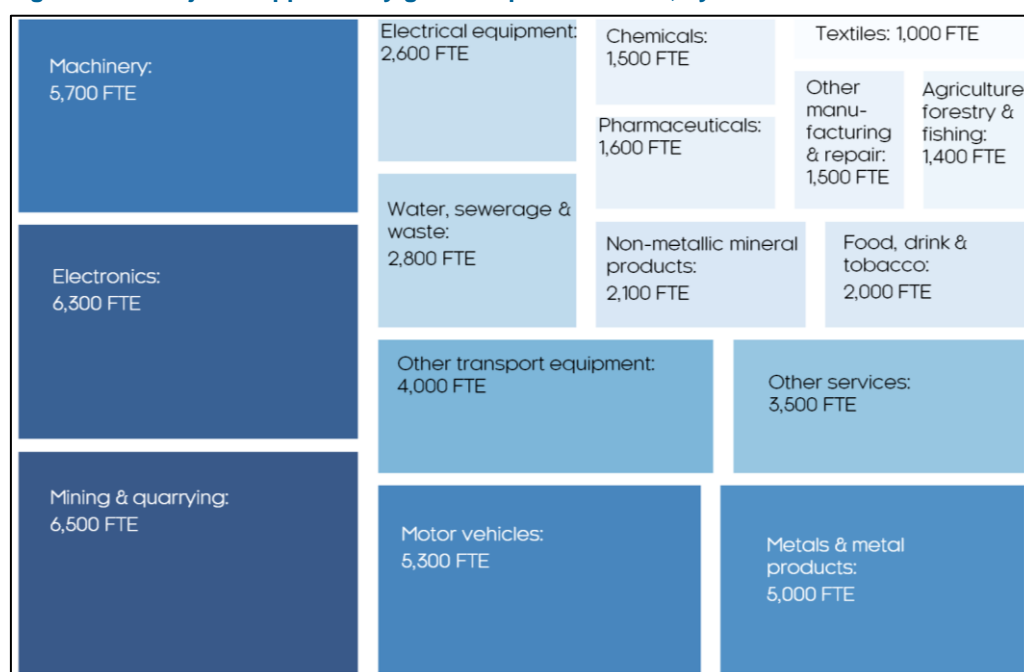 Machinery:
5,700 FTE
Electronics:
6,300 FTE
Mining & quarrying:
6,500 FTE
Electrical equipment:
2,600 FTE
Water, sewerage &
waste:
2,800 FTE
Chemicals:
1,500 FTE
Pharmaceuticals:
1,600 FTE
Textiles: 1,000 FTE
Other
manu-
facturing
& repair:
1,500 FTE
Agriculture
forestry &
fishing:
1,400 FTE
Non-metallic mineral
products:
2,100 FTE
Food, drink &
tobacco:
2,000 FTE
Other transport equipment:
4,000 FTE
Other services:
3,500 FTE
Motor vehicles:
5,300 FTE
Metals & metal
products:
5,000 FTE